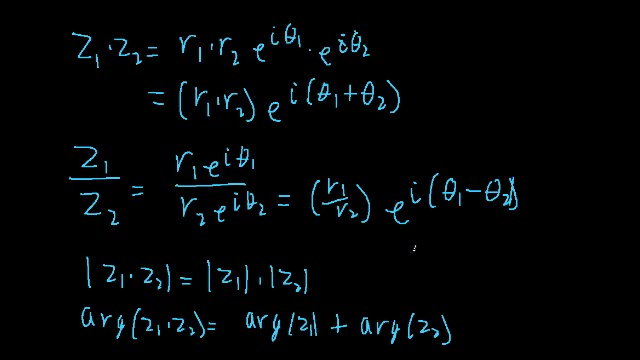 z₁·z₂ = r₁·r₂ e^{iθ₁}·e^{iθ₂}
= (r₁·r₂) e^{i(θ₁+θ₂)}
z₁/z₂ = r₁e^{iθ₁}/r₂e^{iθ₂} = (r₁/r₂) e^{i(θ₁-θ₂)}
|z₁·z₂| = |z₁|·|z₂|
arg(z₁·z₂) = arg(z₁) + arg(z₂)